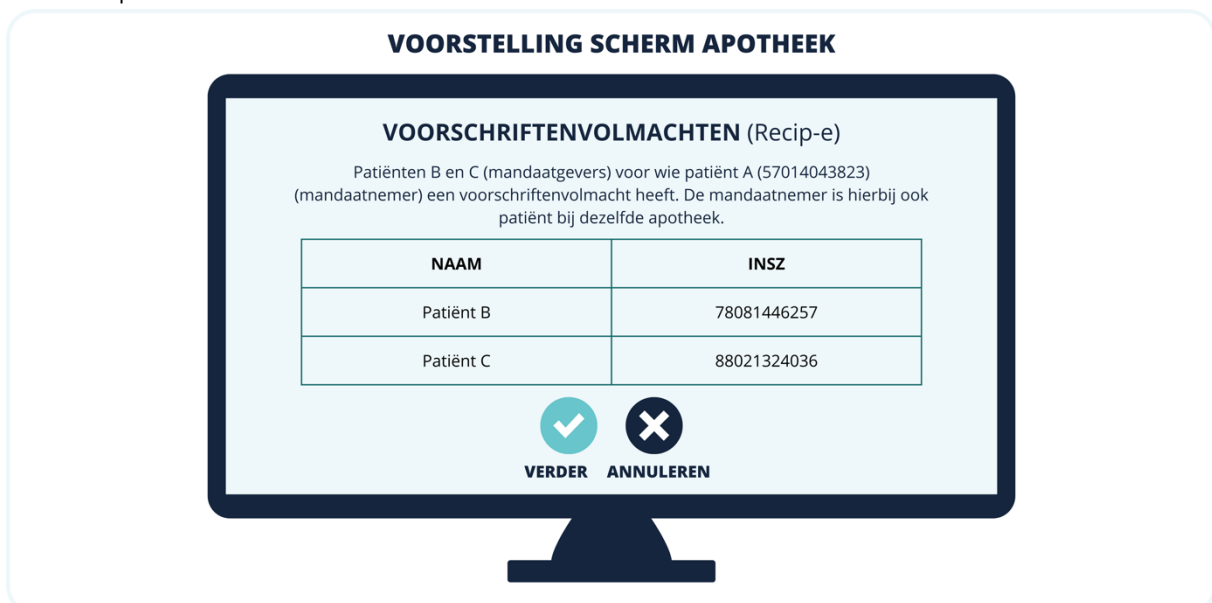 VOORSTELLING SCHERM APOTHEEK
VOORSCHRIFTENVOLMACHTEN (Recip-e)
Patiënten B en C (mandaatgevers) voor wie patiënt A (57014043823)
(mandaatnemer) een voorschriftenvolmacht heeft. De mandaatnemer is hierbij ook
patiënt bij dezelfde apotheek.
NAAM INSZ
Patiënt B 78081446257
Patiënt C 88021324036
VERDER ANNULEREN